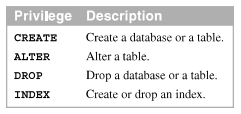 Privilege Description
CREATE Create a database or a table.
ALTER Alter a table.
DROP Drop a database or a table.
INDEX Create or drop an index.